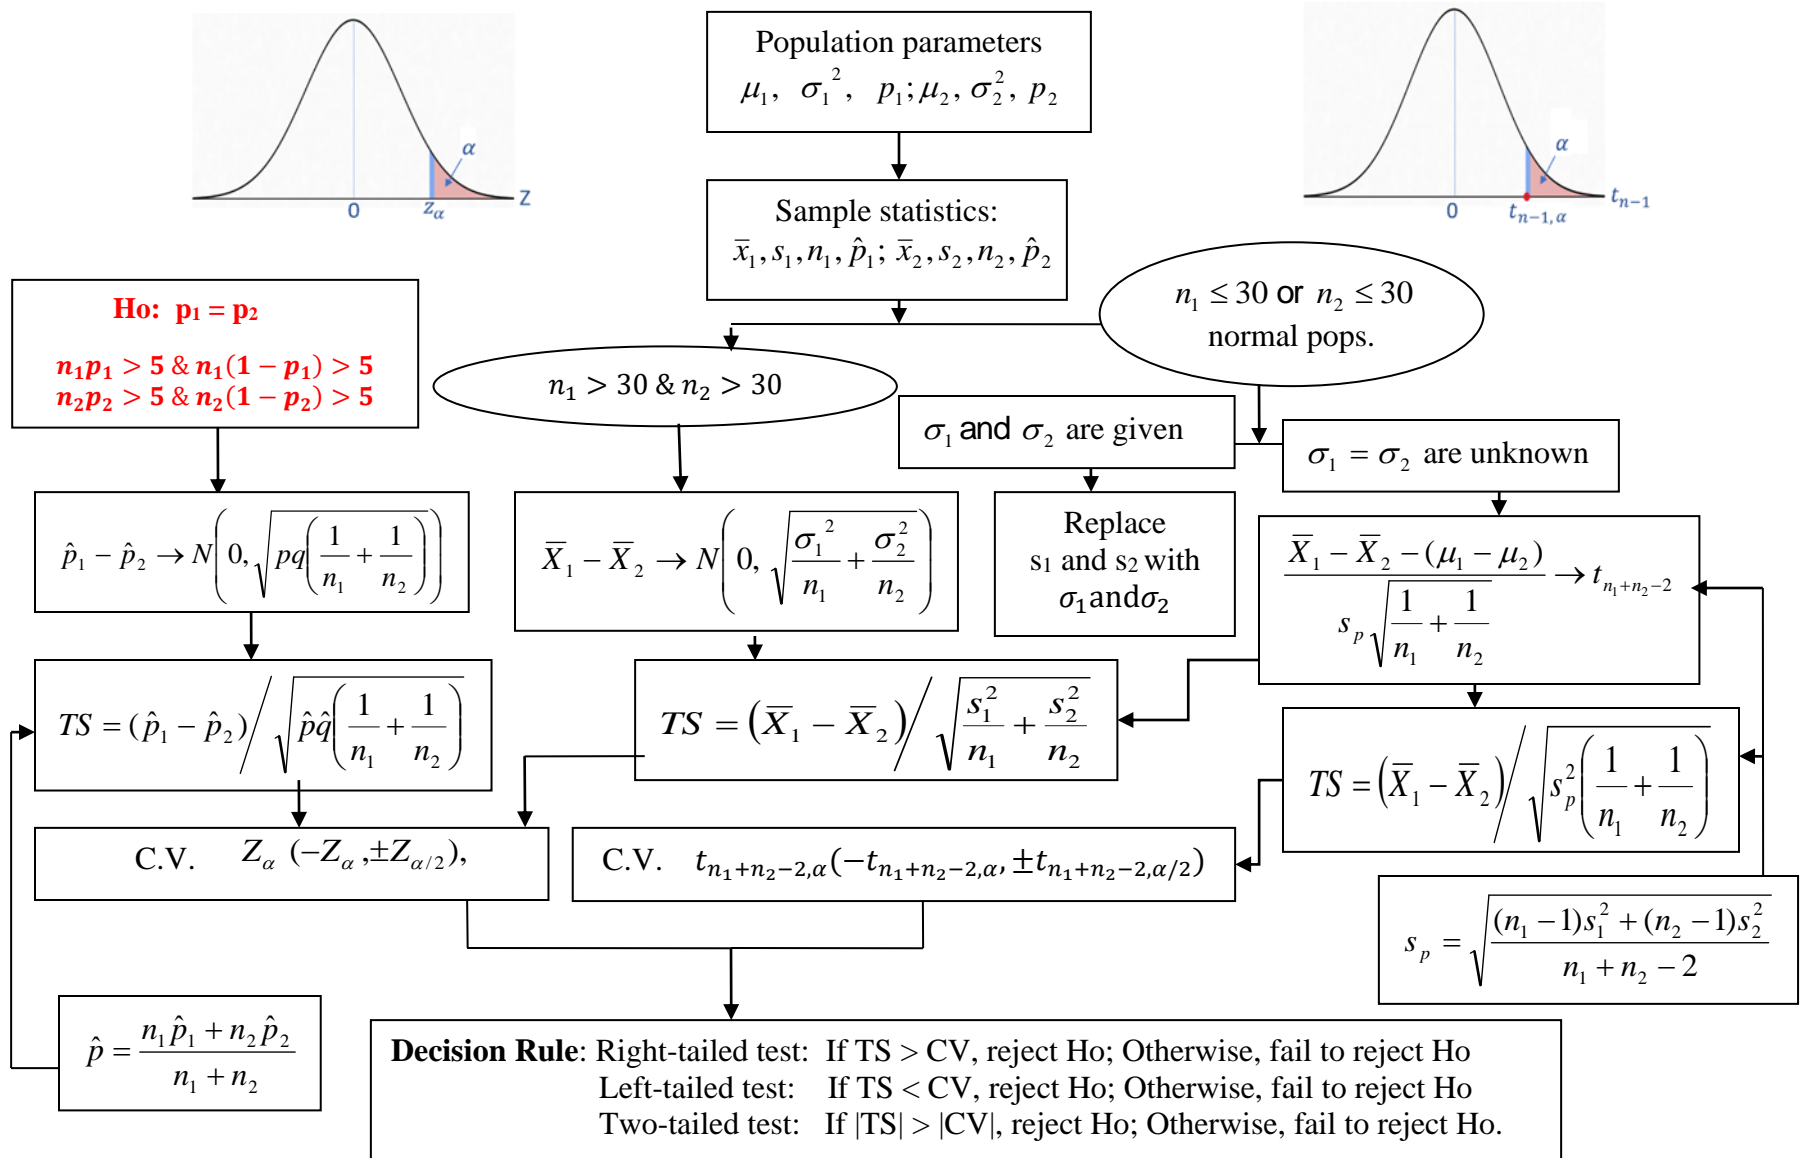 α
0
z_α
Z
Population parameters
μ₁, σ₁², p₁; μ₂, σ₂², p₂
α
0
t_{n−1,α}
t_{n−1}
Sample statistics:
x̄₁, s₁, n₁, p̂₁; x̄₂, s₂, n₂, p̂₂
Ho: p₁ = p₂
n₁p₁ > 5 & n₁(1 − p₁) > 5
n₂p₂ > 5 & n₂(1 − p₂) > 5
n₁ > 30 & n₂ > 30
n₁ ≤ 30 or n₂ ≤ 30
normal pops.
σ₁ and σ₂ are given
σ₁ = σ₂ are unknown
p̂₁ − p̂₂ → N(0, √(pq(1/n₁ + 1/n₂)))
X̄₁ − X̄₂ → N(0, √(σ₁²/n₁ + σ₂²/n₂))
Replace
s₁ and s₂ with
σ₁andσ₂
(X̄₁ − X̄₂ − (μ₁ − μ₂)) / (s_p √(1/n₁ + 1/n₂)) → t_{n₁+n₂−2}
TS = (p̂₁ − p̂₂) / √(p̂q̂(1/n₁ + 1/n₂))
TS = (X̄₁ − X̄₂) / √(s₁²/n₁ + s₂²/n₂)
TS = (X̄₁ − X̄₂) / √(s_p²(1/n₁ + 1/n₂))
C.V. Z_α (−Z_α, ±Z_{α/2}),
C.V. t_{n₁+n₂−2,α}(−t_{n₁+n₂−2,α}, ±t_{n₁+n₂−2,α/2})
s_p = √(((n₁ − 1)s₁² + (n₂ − 1)s₂²) / (n₁ + n₂ − 2))
p̂ = (n₁p̂₁ + n₂p̂₂) / (n₁ + n₂)
Decision Rule: Right-tailed test: If TS > CV, reject Ho; Otherwise, fail to reject Ho
Left-tailed test: If TS < CV, reject Ho; Otherwise, fail to reject Ho
Two-tailed test: If |TS| > |CV|, reject Ho; Otherwise, fail to reject Ho.